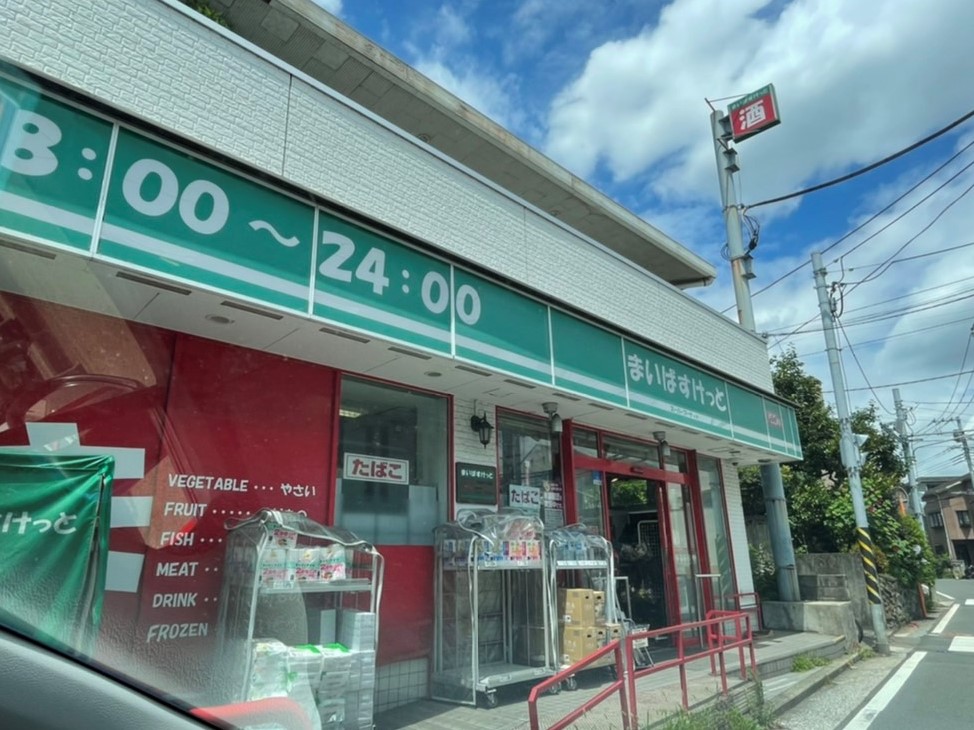 8:00～24:00
まいばすけっと
酒
たばこ
まいばすけっと
たばこ
けっと
VEGETABLE ··· やさい
FRUIT ·····
FISH ···
MEAT ··
DRINK ··
FROZEN